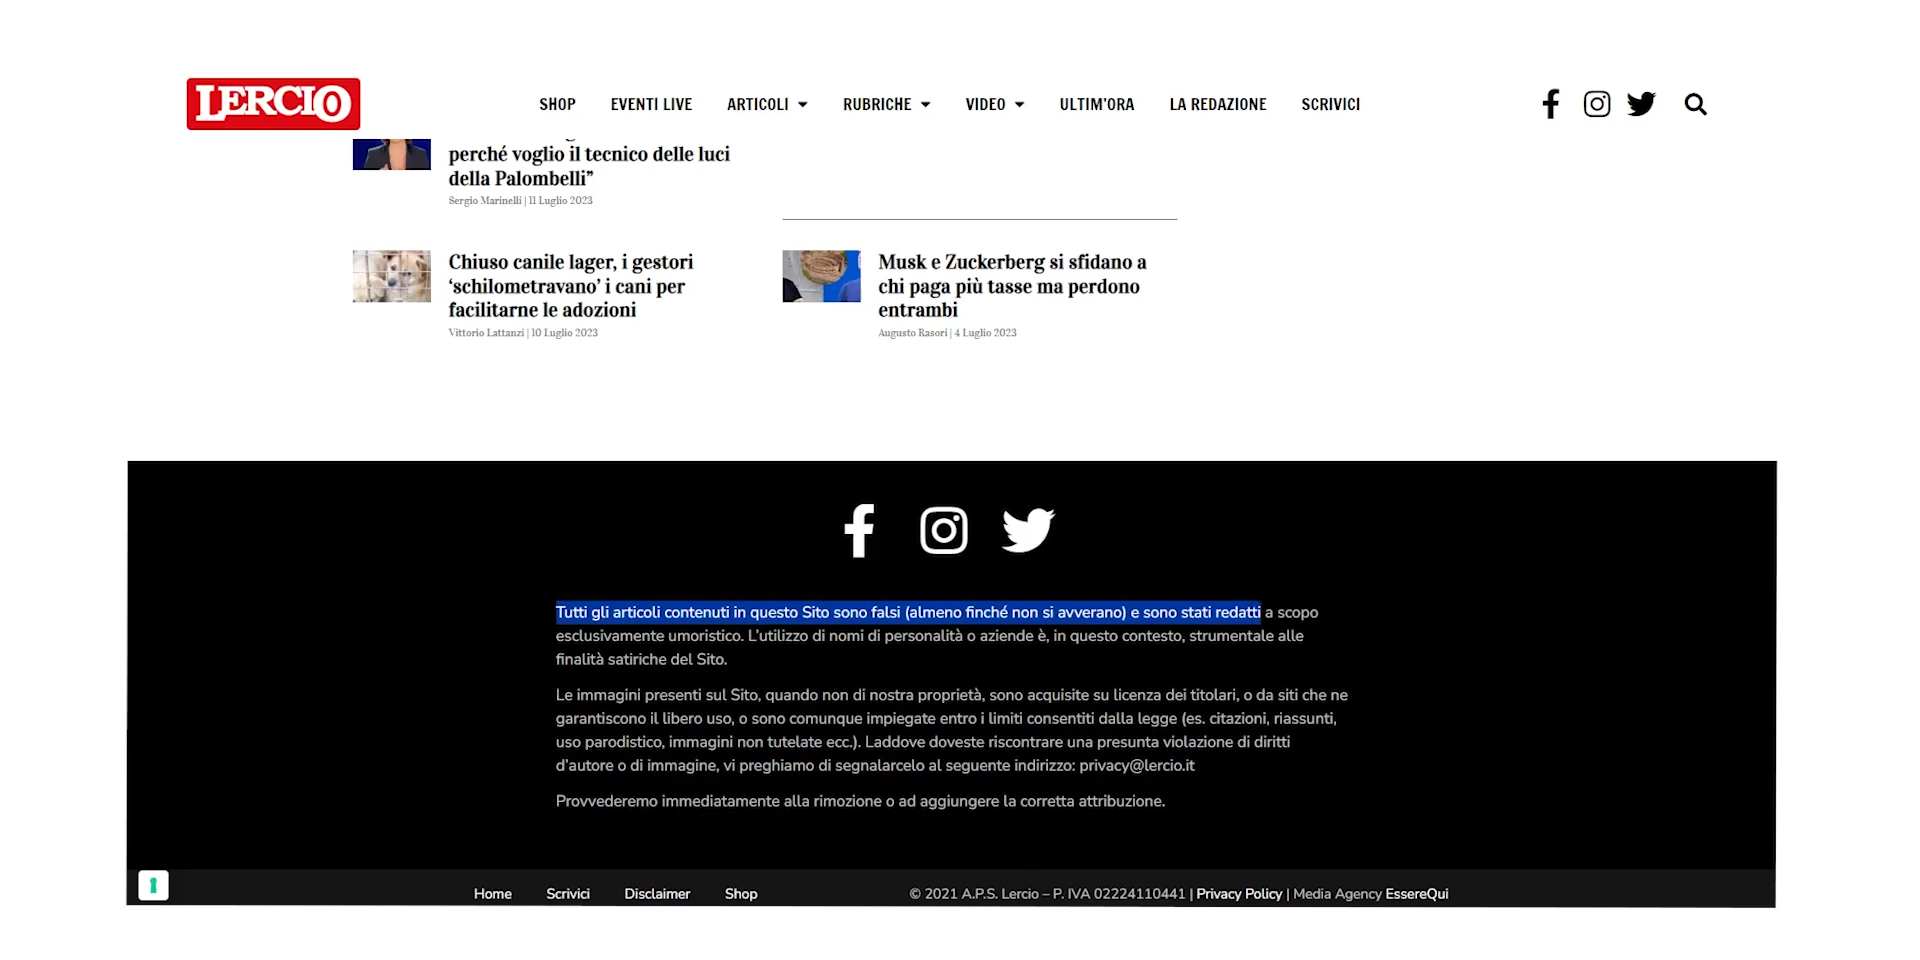 LERCIO
SHOP EVENTI LIVE ARTICOLI RUBRICHE VIDEO ULTIM'ORA LA REDAZIONE SCRIVICI
perché voglio il tecnico delle luci
della Palombelli”
Sergio Marinelli | 11 Luglio 2023
Chiuso canile lager, i gestori
‘schilometravano’ i cani per
facilitarne le adozioni
Vittorio Lattanzi | 10 Luglio 2023
Musk e Zuckerberg si sfidano a
chi paga più tasse ma perdono
entrambi
Augusto Rasori | 4 Luglio 2023
Tutti gli articoli contenuti in questo Sito sono falsi (almeno finché non si avverano) e sono stati redatti a scopo
esclusivamente umoristico. L’utilizzo di nomi di personalità o aziende è, in questo contesto, strumentale alle
finalità satiriche del Sito.
Le immagini presenti sul Sito, quando non di nostra proprietà, sono acquisite su licenza dei titolari, o da siti che ne
garantiscono il libero uso, o sono comunque impiegate entro i limiti consentiti dalla legge (es. citazioni, riassunti,
uso parodistico, immagini non tutelate ecc.). Laddove doveste riscontrare una presunta violazione di diritti
d’autore o di immagine, vi preghiamo di segnalarcelo al seguente indirizzo: privacy@lercio.it
Provvederemo immediatamente alla rimozione o ad aggiungere la corretta attribuzione.
Home Scrivici Disclaimer Shop © 2021 A.P.S. Lercio – P. IVA 02224110441 | Privacy Policy | Media Agency EssereQui